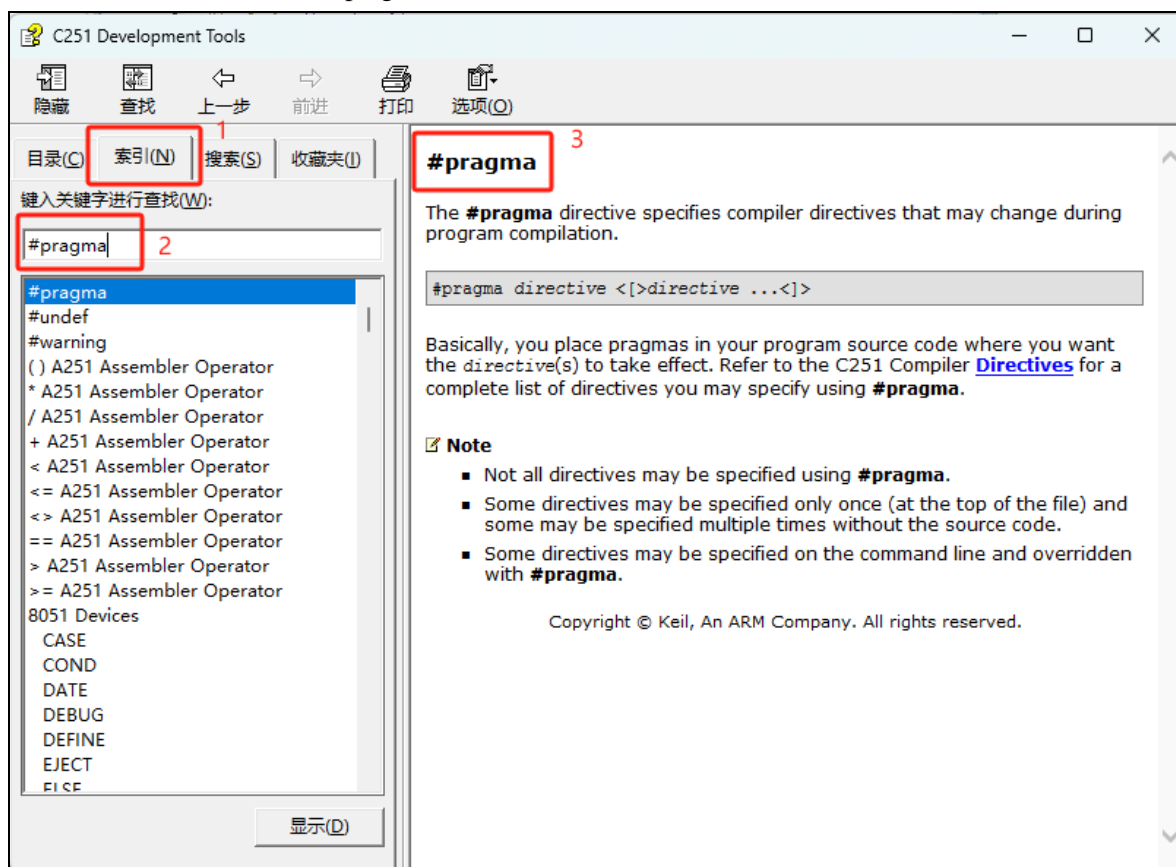 C251 Development Tools
隐藏 查找 上一步 前进 打印 选项(O)
1
目录(C) 索引(N) 搜索(S) 收藏夹(I)
键入关键字进行查找(W):
#pragma 2
#pragma
#undef
#warning
( ) A251 Assembler Operator
* A251 Assembler Operator
/ A251 Assembler Operator
+ A251 Assembler Operator
< A251 Assembler Operator
<= A251 Assembler Operator
<> A251 Assembler Operator
== A251 Assembler Operator
> A251 Assembler Operator
>= A251 Assembler Operator
8051 Devices
CASE
COND
DATE
DEBUG
DEFINE
EJECT
ELSE
显示(D)
#pragma 3
The #pragma directive specifies compiler directives that may change during
program compilation.
#pragma directive <[>directive ...<]>
Basically, you place pragmas in your program source code where you want
the directive(s) to take effect. Refer to the C251 Compiler Directives for a
complete list of directives you may specify using #pragma.
Note
▪ Not all directives may be specified using #pragma.
▪ Some directives may be specified only once (at the top of the file) and
some may be specified multiple times without the source code.
▪ Some directives may be specified on the command line and overridden
with #pragma.
Copyright © Keil, An ARM Company. All rights reserved.